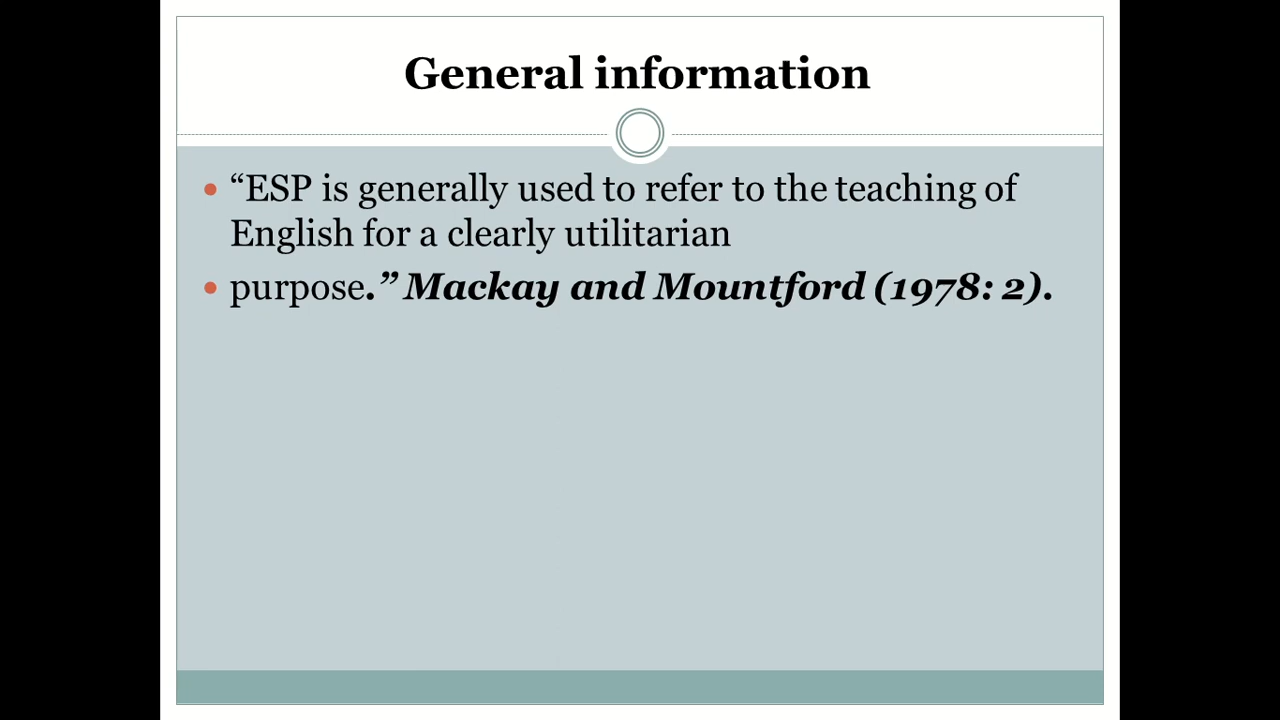 General information
• “ESP is generally used to refer to the teaching of
English for a clearly utilitarian
• purpose.” Mackay and Mountford (1978: 2).